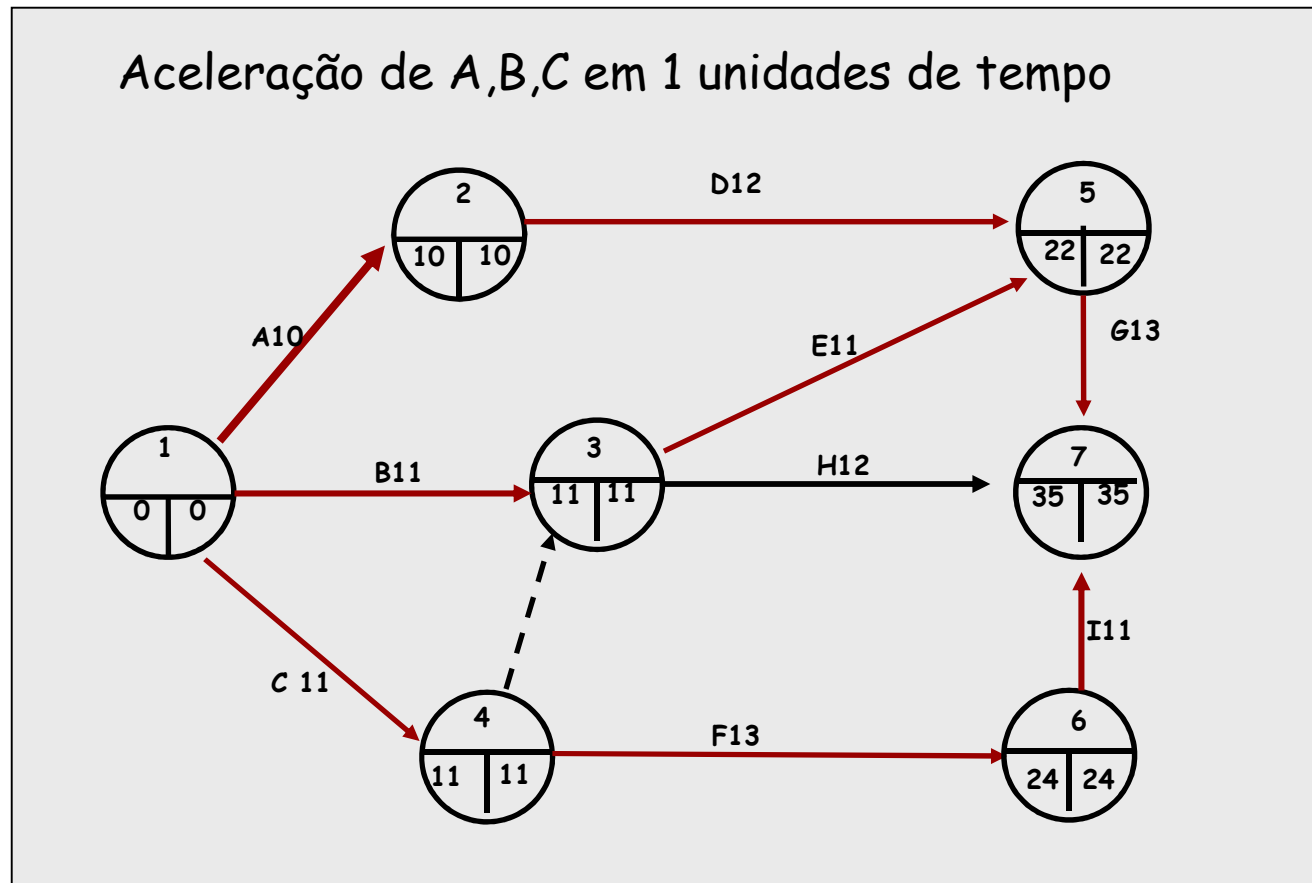 Aceleração de A,B,C em 1 unidades de tempo
2
10 10
D12
5
22 22
A10
E11
G13
1
0 0
B11
3
11 11
H12
7
35 35
C 11
I11
4
11 11
F13
6
24 24